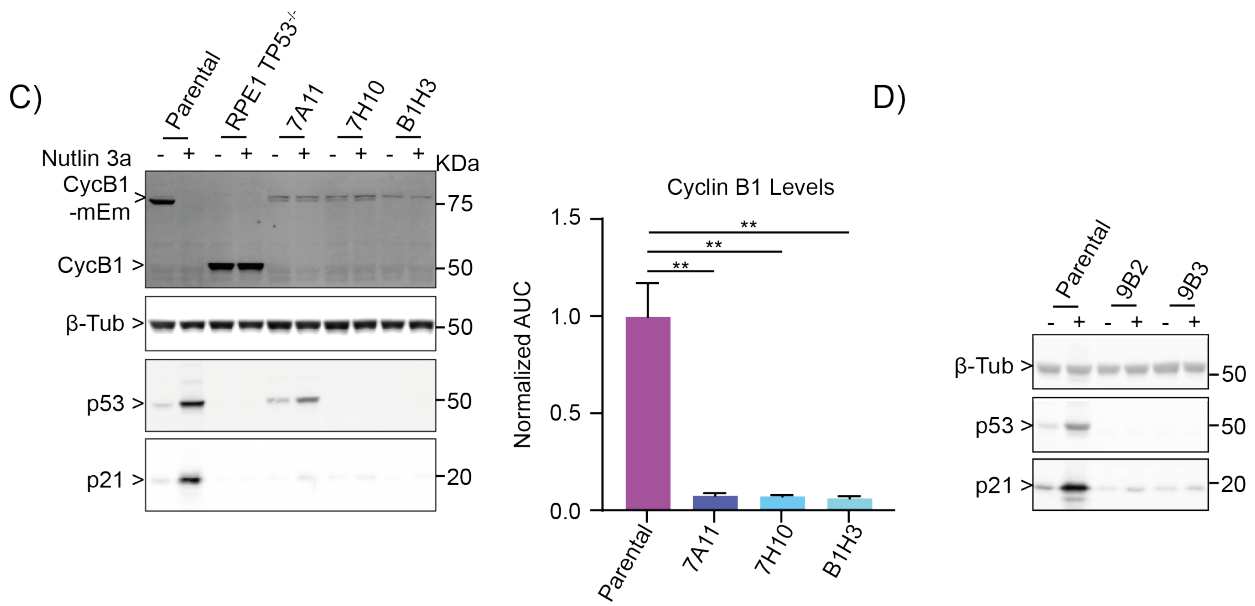 C)
Parental
RPE1 TP53-/-
7A11
7H10
B1H3
Nutlin 3a - + - + - + - + - +
KDa
CycB1
-mEm >
75
CycB1 >
50
β-Tub >
50
p53 >
50
p21 >
20
Cyclin B1 Levels
Normalized AUC
1.5
1.0
0.5
0.0
**
**
**
Parental
7A11
7H10
B1H3
D)
Parental
9B2
9B3
- + - + - +
β-Tub >
50
p53 >
50
p21 >
20